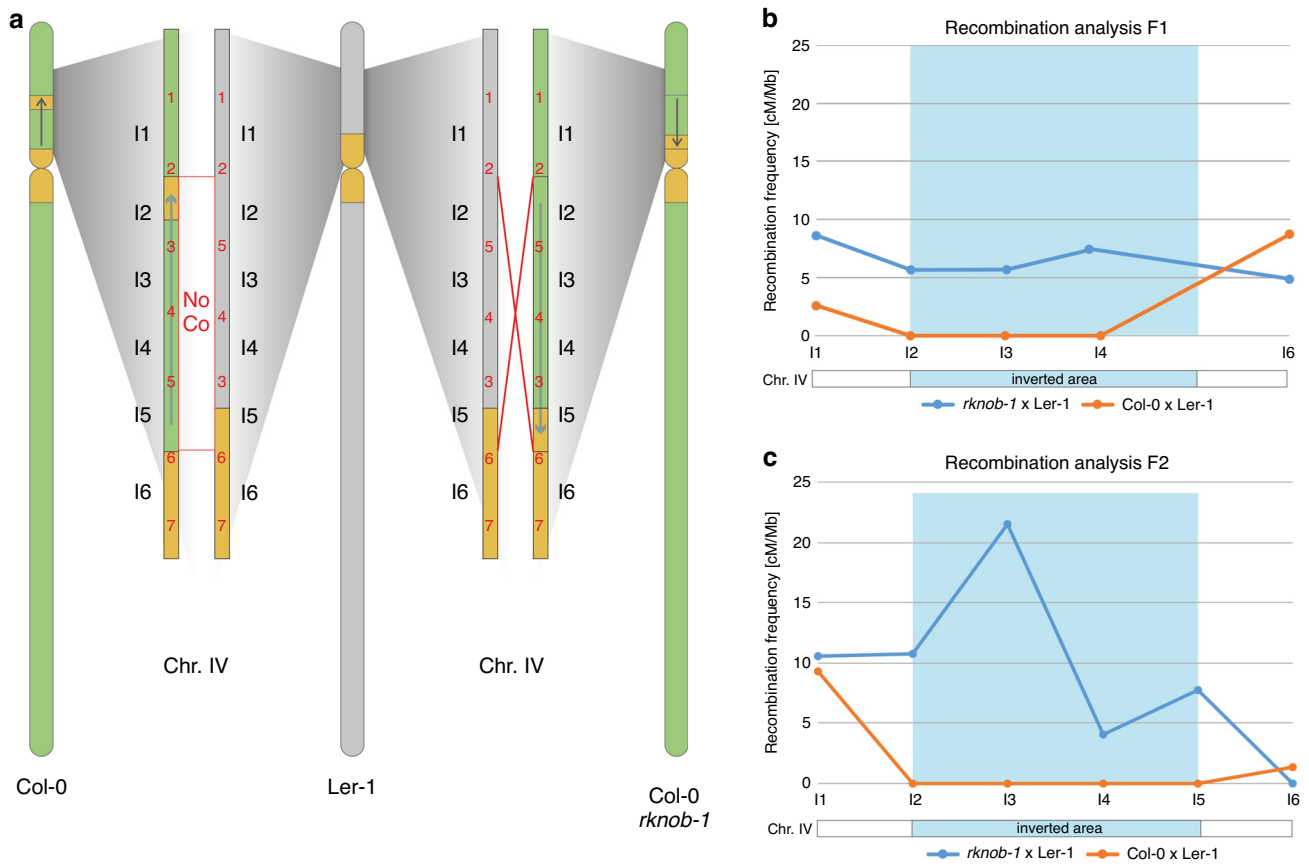 a
1 1 1 1
I1 I1 I1 I1
2 2 2 2
I2 I2 I2 I2
3 5 5 5
I3 I3 I3 I3
No
Co
4 4 4 4
I4 I4 I4 I4
5 3 3 3
I5 I5 I5 I5
6 6 6 6
I6 I6 I6 I6
7 7 7 7
Chr. IV Chr. IV
Col-0 Ler-1 Col-0
rknob-1
b
Recombination analysis F1
Recombination frequency [cM/Mb]
25
20
15
10
5
0
I1 I2 I3 I4 I6
Chr. IV inverted area
rknob-1 x Ler-1 Col-0 x Ler-1
c
Recombination analysis F2
Recombination frequency [cM/Mb]
25
20
15
10
5
0
I1 I2 I3 I4 I5 I6
Chr. IV inverted area
rknob-1 x Ler-1 Col-0 x Ler-1